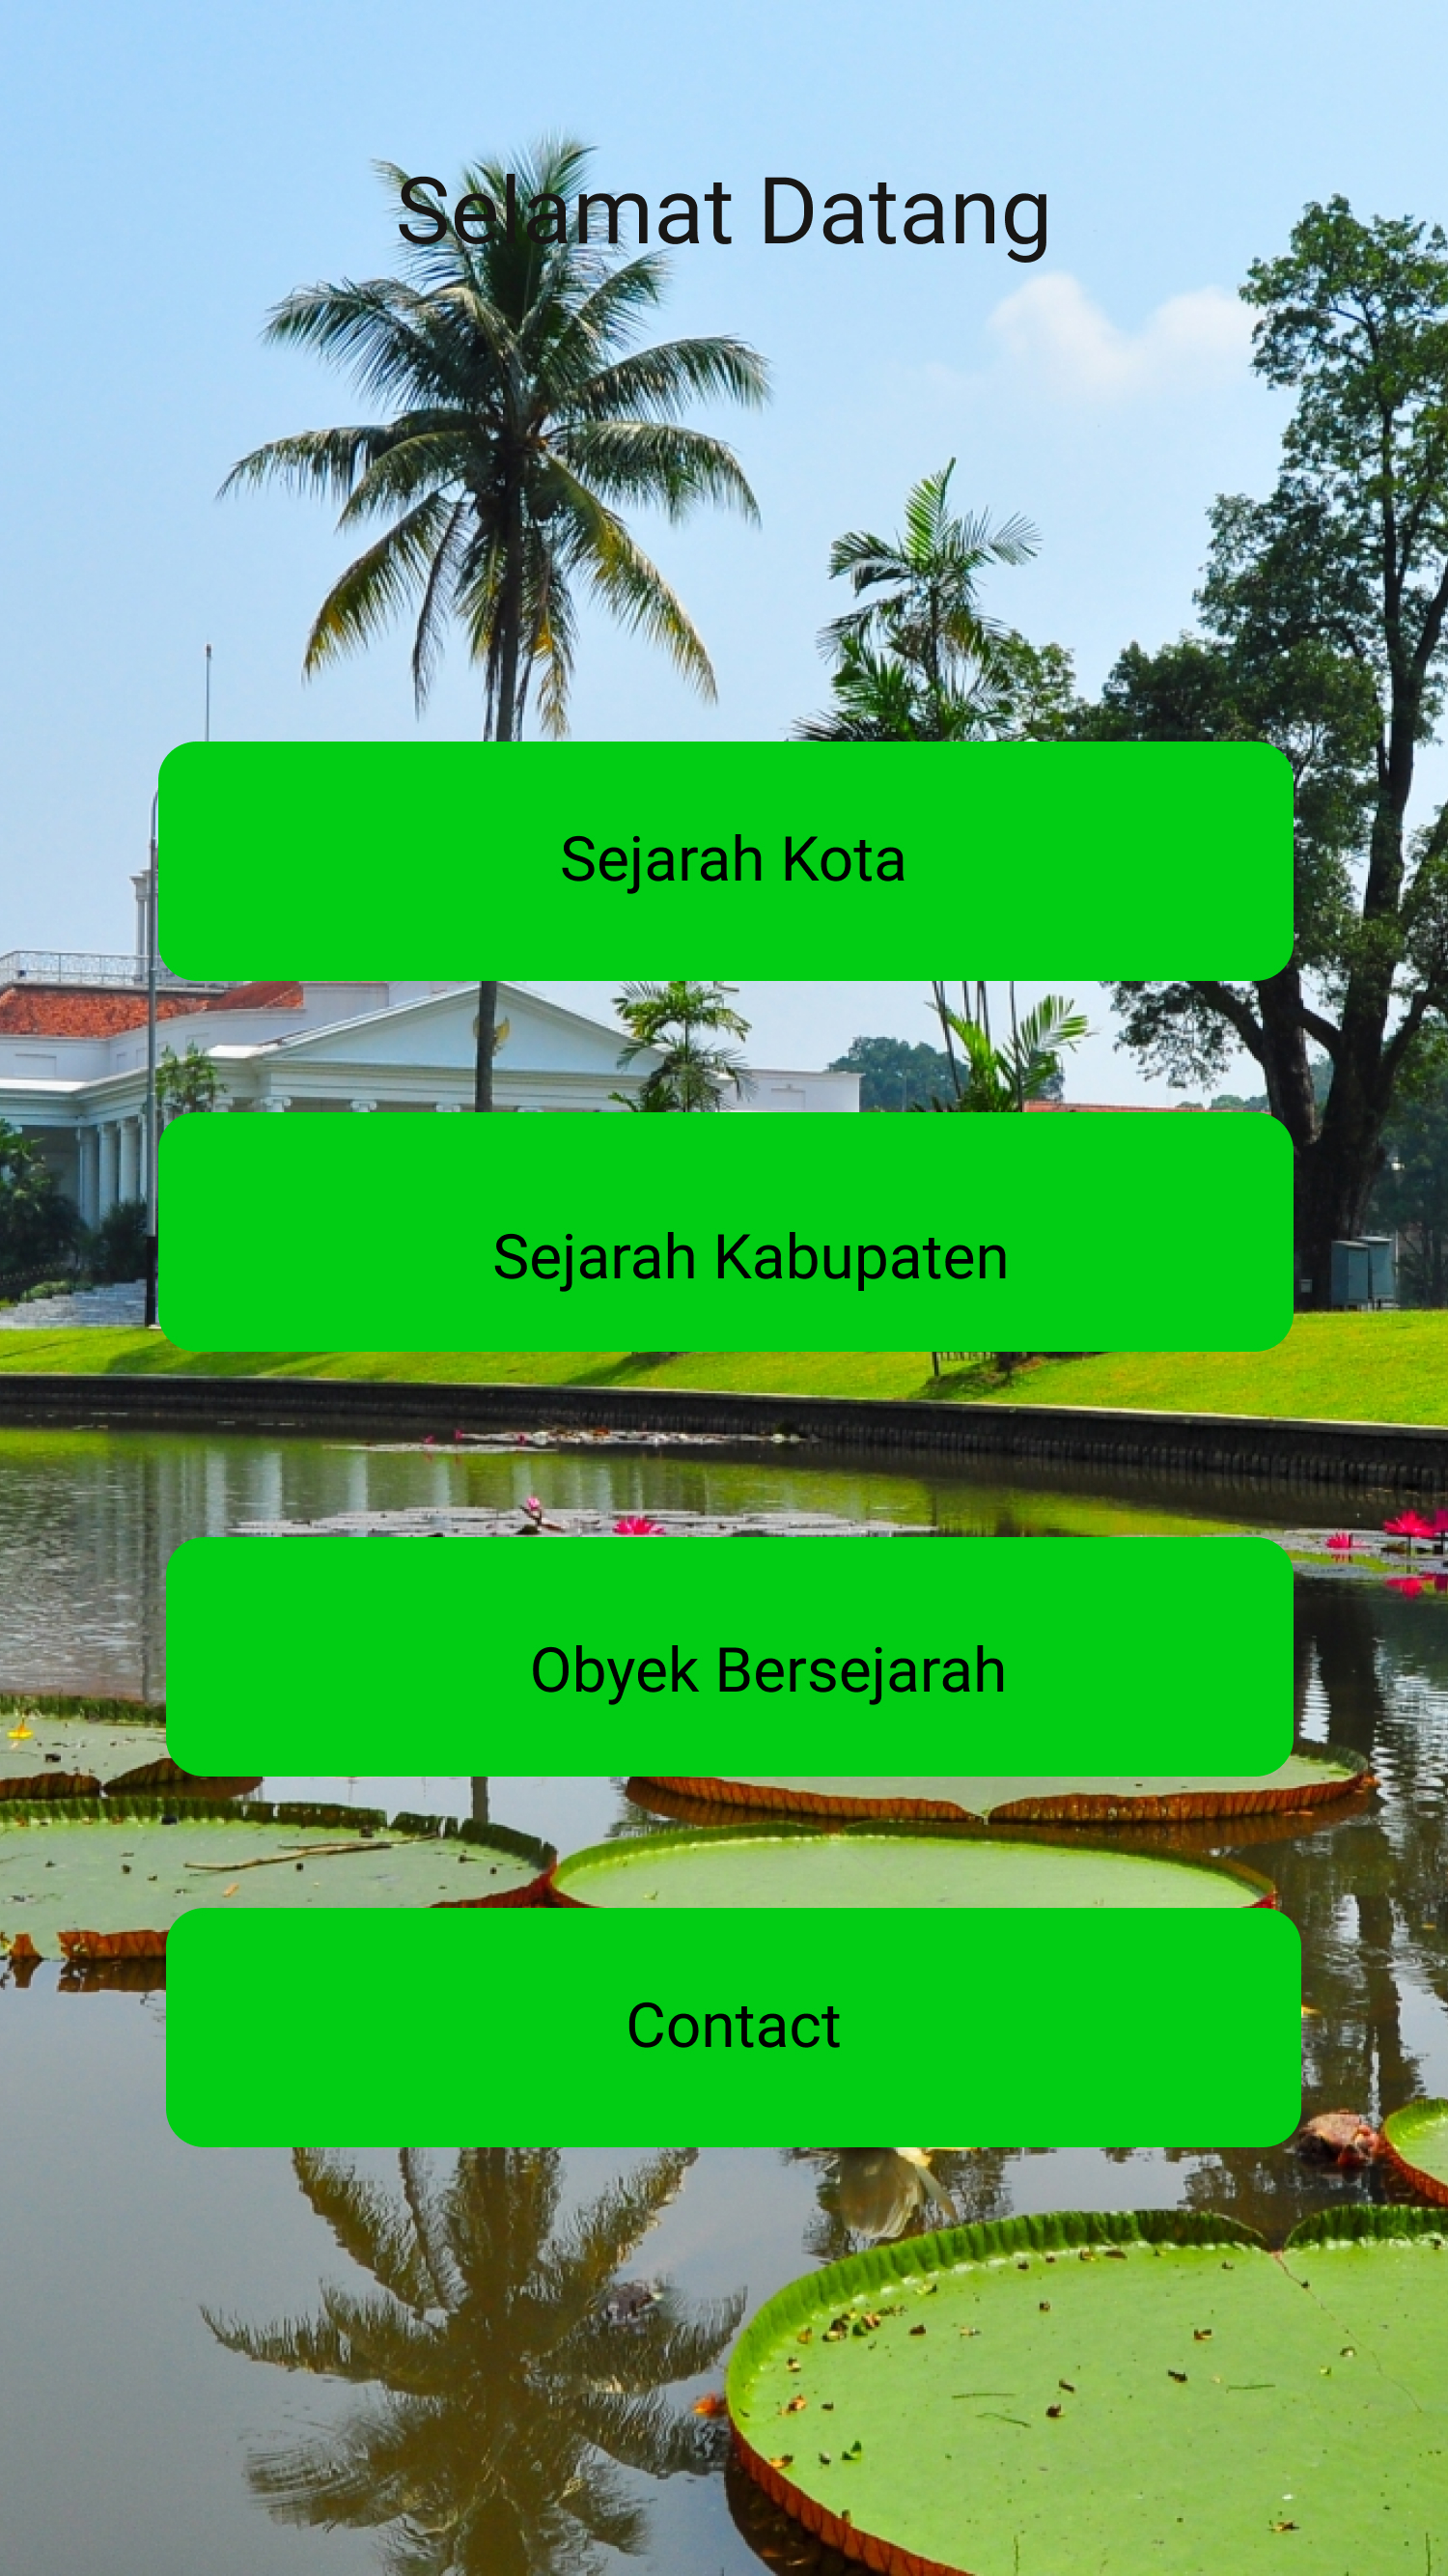 Selamat Datang
Sejarah Kota
Sejarah Kabupaten
Obyek Bersejarah
Contact